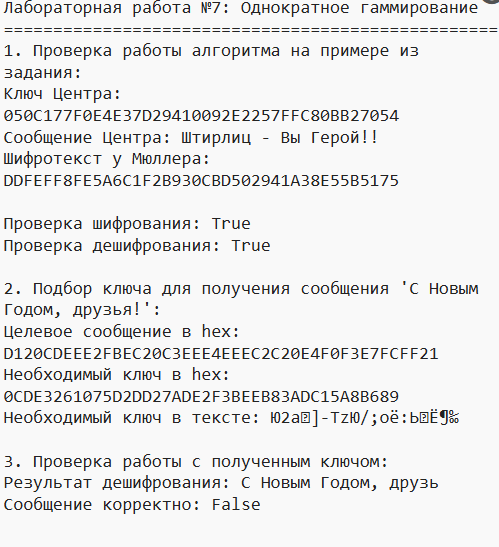 Лабораторная работа №7: Однократное гаммирование
==================================================
1. Проверка работы алгоритма на примере из
задания:
Ключ Центра:
050C177F0E4E37D29410092E2257FFC80BB27054
Сообщение Центра: Штирлиц - Вы Герой!!
Шифротекст у Мюллера:
DDFEFF8FE5A6C1F2B930CBD502941A38E55B5175

Проверка шифрования: True
Проверка дешифрования: True

2. Подбор ключа для получения сообщения 'С Новым
Годом, друзья!':
Целевое сообщение в hex:
D120CDEEE2FBEC20C3EEE4EEEC2C20E4F0F3E7FCFF21
Необходимый ключ в hex:
0CDE3261075D2DD27ADE2F3BEEB83ADC15A8B689
Необходимый ключ в тексте: Ю2a]-TzЮ/;оё:ЬЁ¶‰

3. Проверка работы с полученным ключом:
Результат дешифрования: С Новым Годом, друзь
Сообщение корректно: False